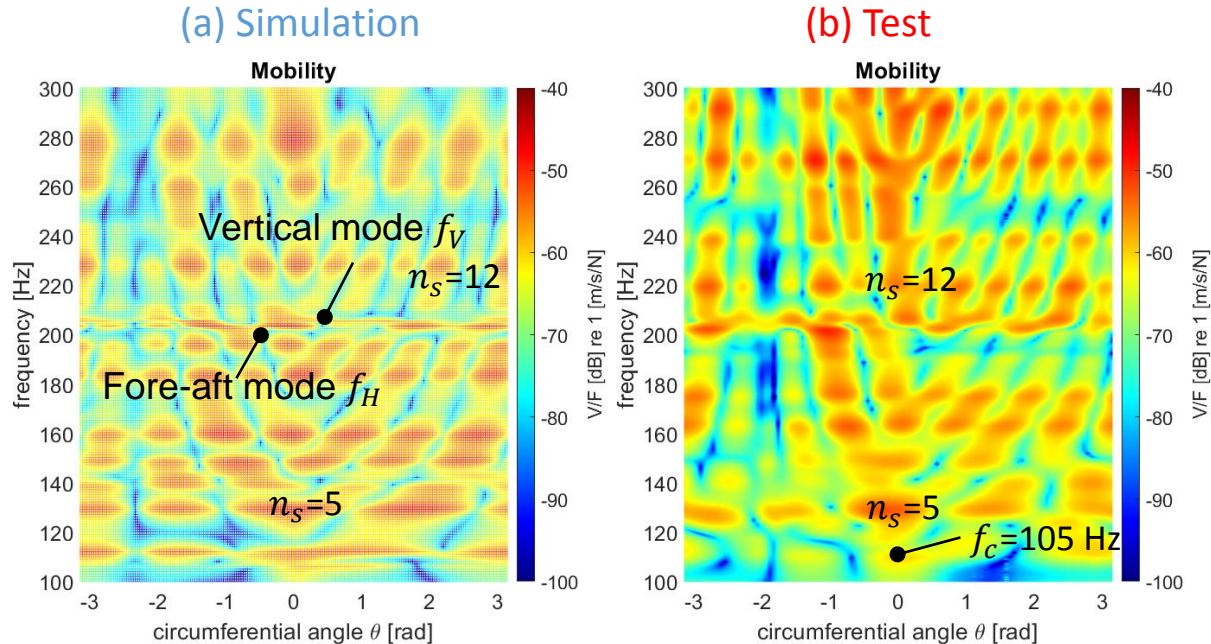 (a) Simulation
Mobility
300
280
260
240
220
200
180
160
140
120
100
frequency [Hz]
-3
-2
-1
0
1
2
3
circumferential angle θ [rad]
-40
-50
-60
-70
-80
-90
-100
V/F [dB] re 1 [m/s/N]
Vertical mode f_V
n_s=12
Fore-aft mode f_H
n_s=5
(b) Test
Mobility
300
280
260
240
220
200
180
160
140
120
100
frequency [Hz]
-3
-2
-1
0
1
2
3
circumferential angle θ [rad]
-40
-50
-60
-70
-80
-90
-100
V/F [dB] re 1 [m/s/N]
n_s=12
n_s=5
f_c=105 Hz